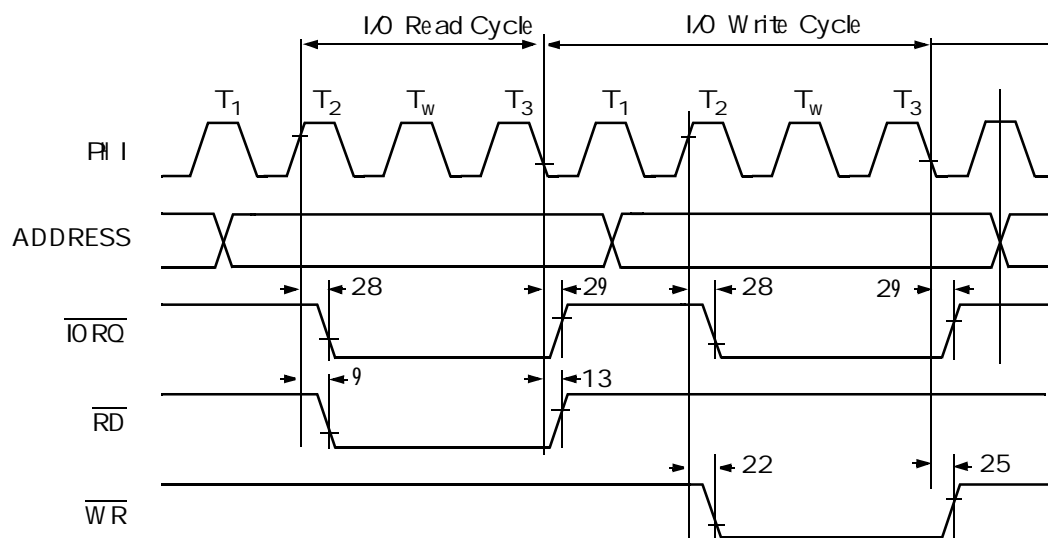 I/O Read Cycle I/O Write Cycle
T1 T2 Tw T3 T1 T2 Tw T3
PHI
ADDRESS
28 29 28 29
IORQ
9 13
RD
22 25
WR